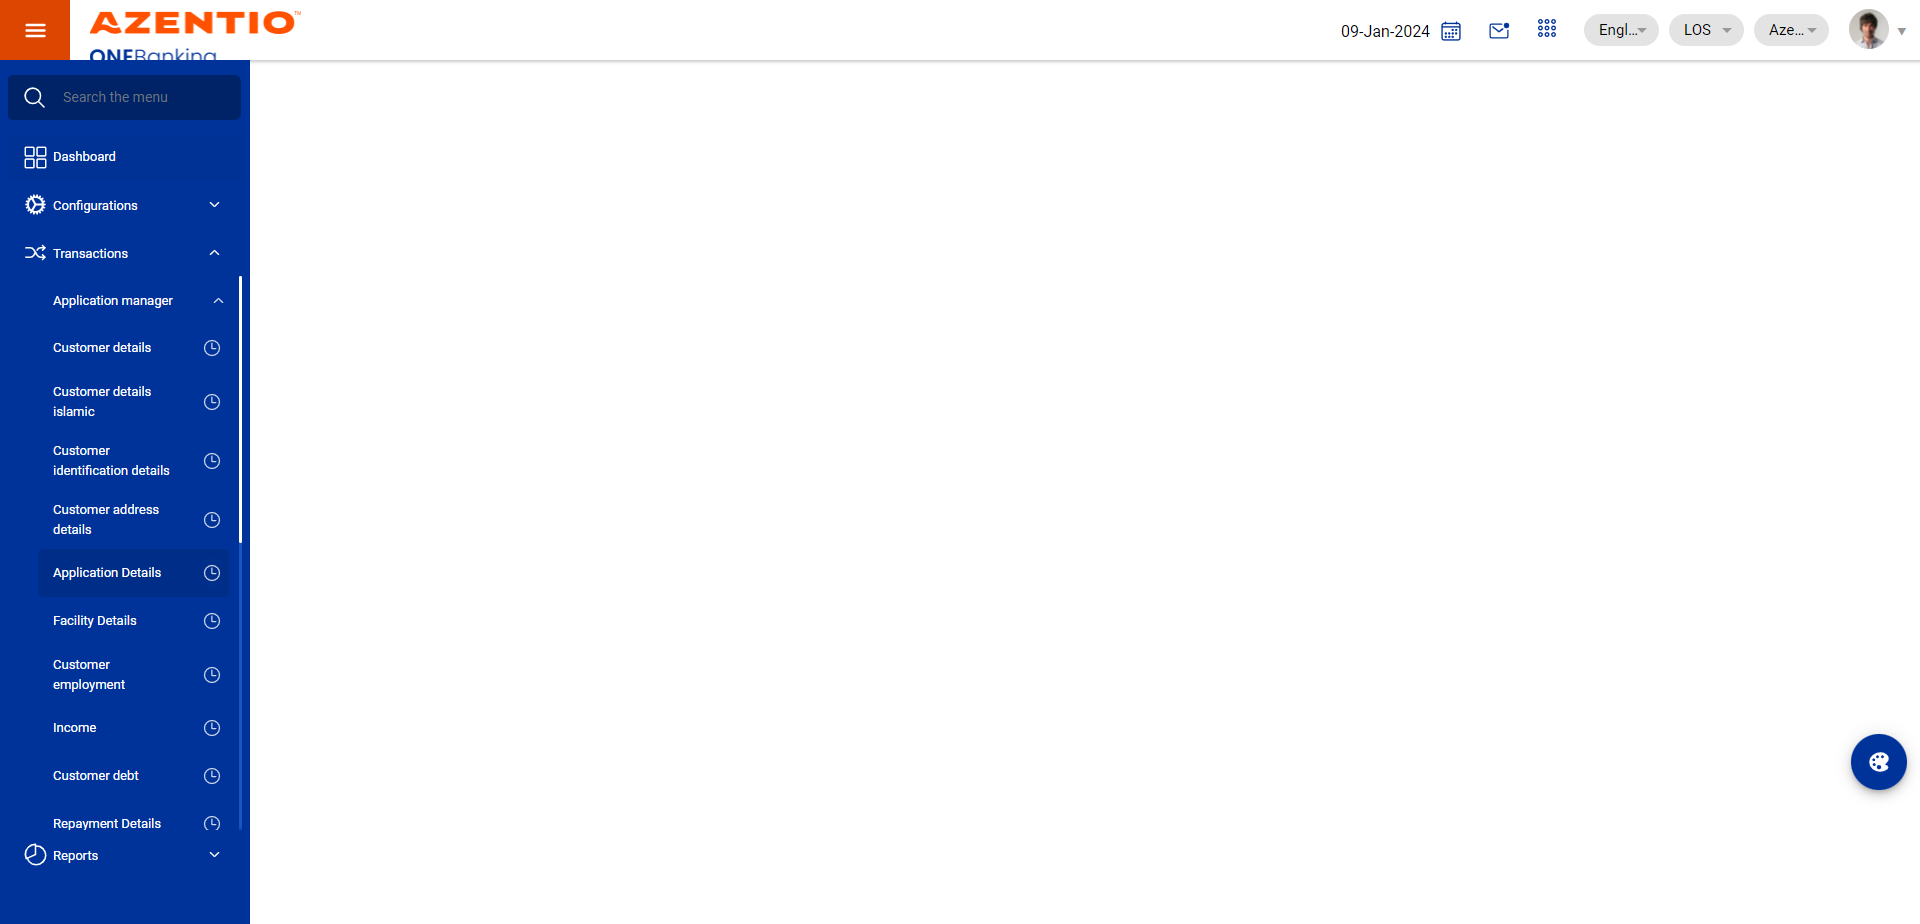 AZENTIO™
ONEBanking
09-Jan-2024
Engl...
LOS
Aze...
Search the menu
Dashboard
Configurations
Transactions
Application manager
Customer details
Customer details
islamic
Customer
identification details
Customer address
details
Application Details
Facility Details
Customer
employment
Income
Customer debt
Repayment Details
Reports